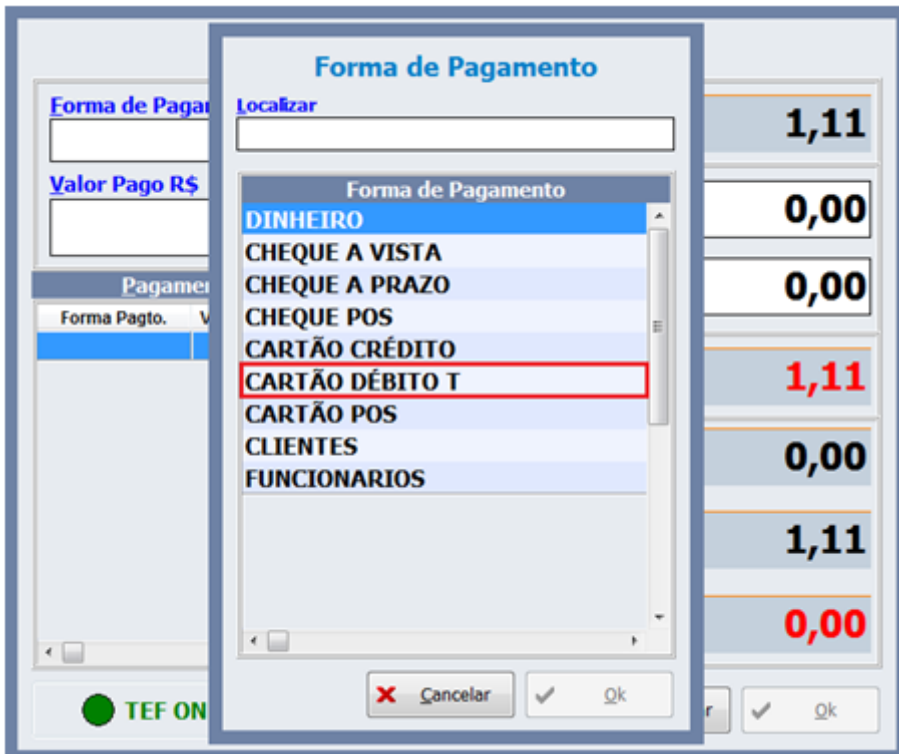 Forma de Pagamento
Localizar
Forma de Pagamento
DINHEIRO
CHEQUE A VISTA
CHEQUE A PRAZO
CHEQUE POS
CARTÃO CRÉDITO
CARTÃO DÉBITO T
CARTÃO POS
CLIENTES
FUNCIONARIOS
Cancelar
Ok
Forma de
Valor Pago R$
Forma Pagto.
1,11
0,00
0,00
1,11
0,00
1,11
0,00
TEF ON
Ok